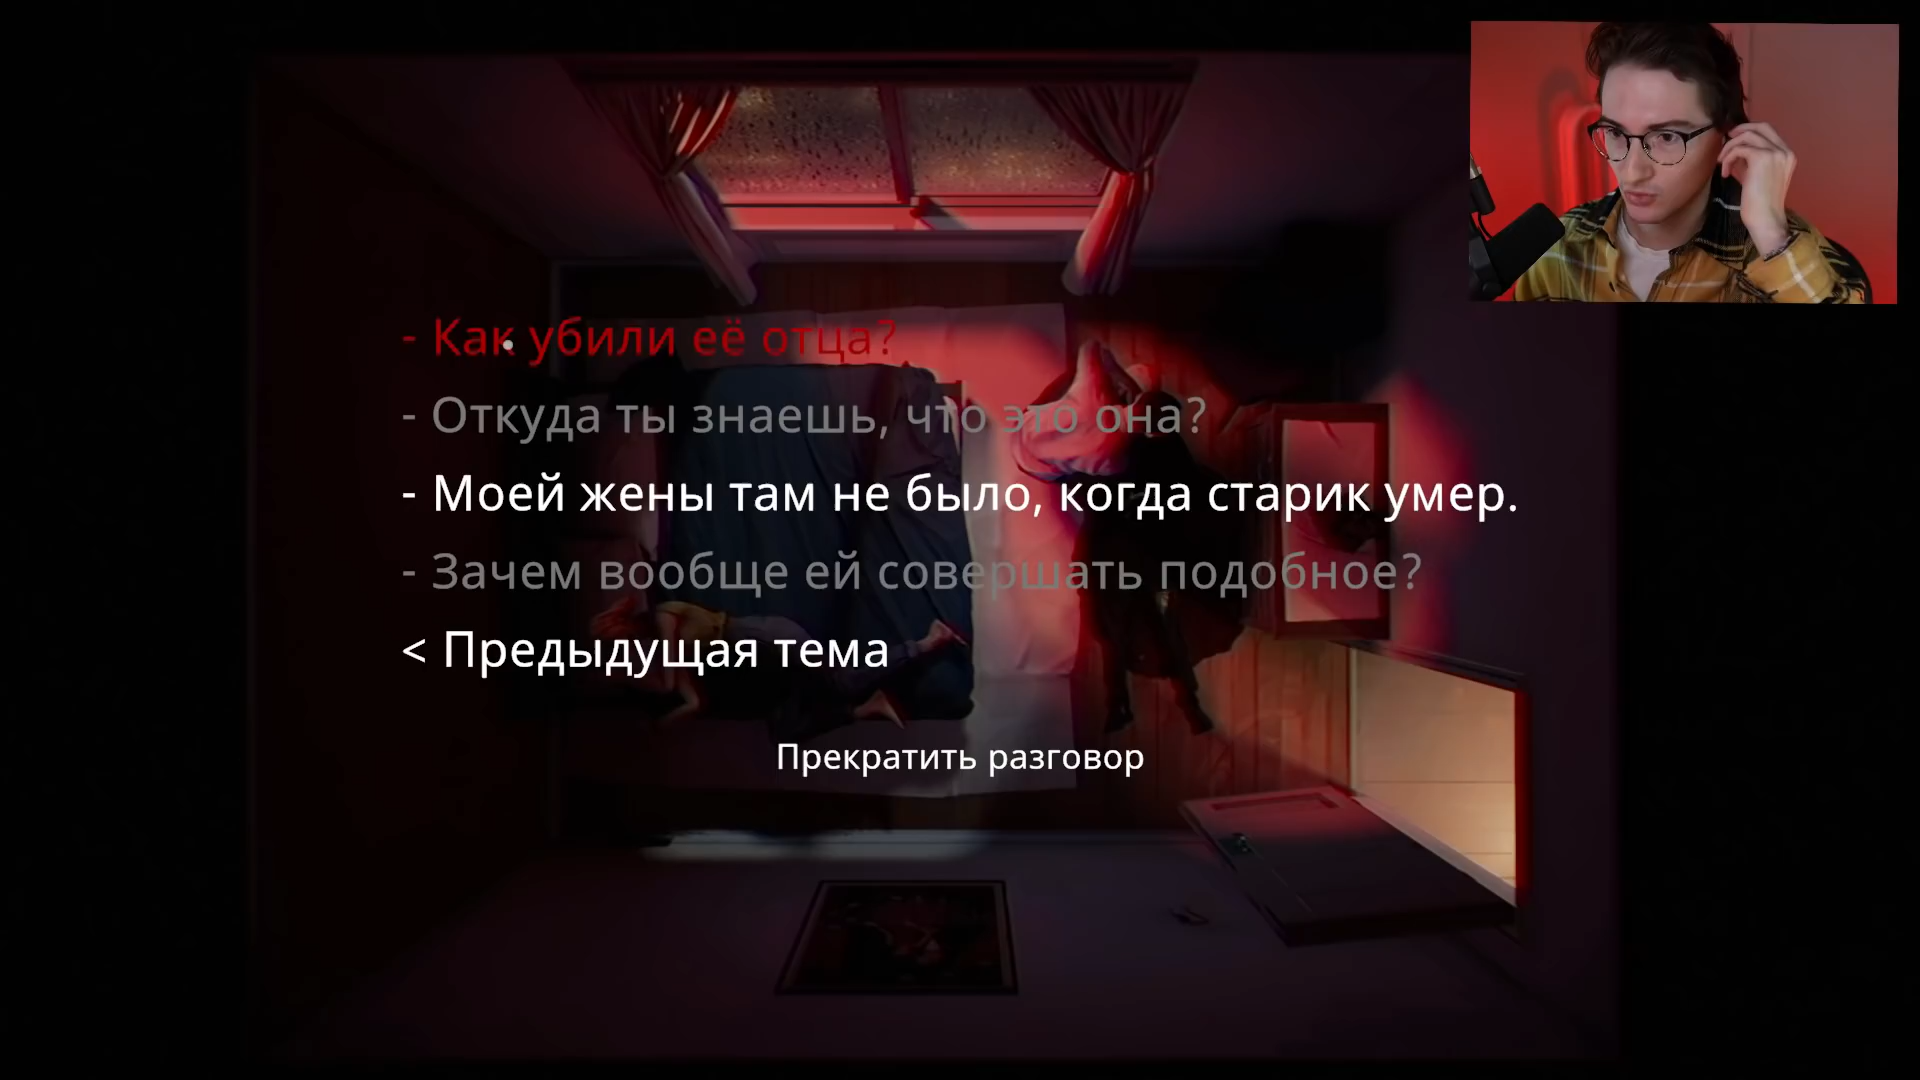 - Как убили её отца?
- Откуда ты знаешь, что это она?
- Моей жены там не было, когда старик умер.
- Зачем вообще ей совершать подобное?
< Предыдущая тема
Прекратить разговор